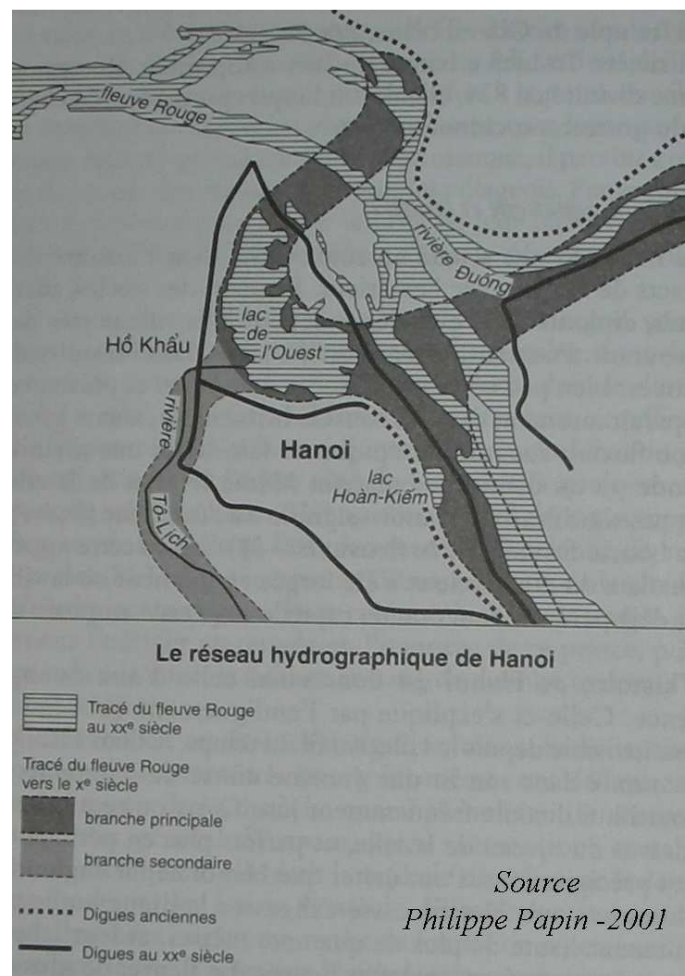 fleuve Rouge
rivière Đuống
lac
de
l'Ouest
Hồ Khẩu
rivière
Tô-Lịch
Hanoi
lac
Hoàn-Kiếm
Le réseau hydrographique de Hanoi
Tracé du fleuve Rouge
au XXe siècle
Tracé du fleuve Rouge
vers le Xe siècle
branche principale
branche secondaire
Digues anciennes
Digues au XXe siècle
Source
Philippe Papin -2001